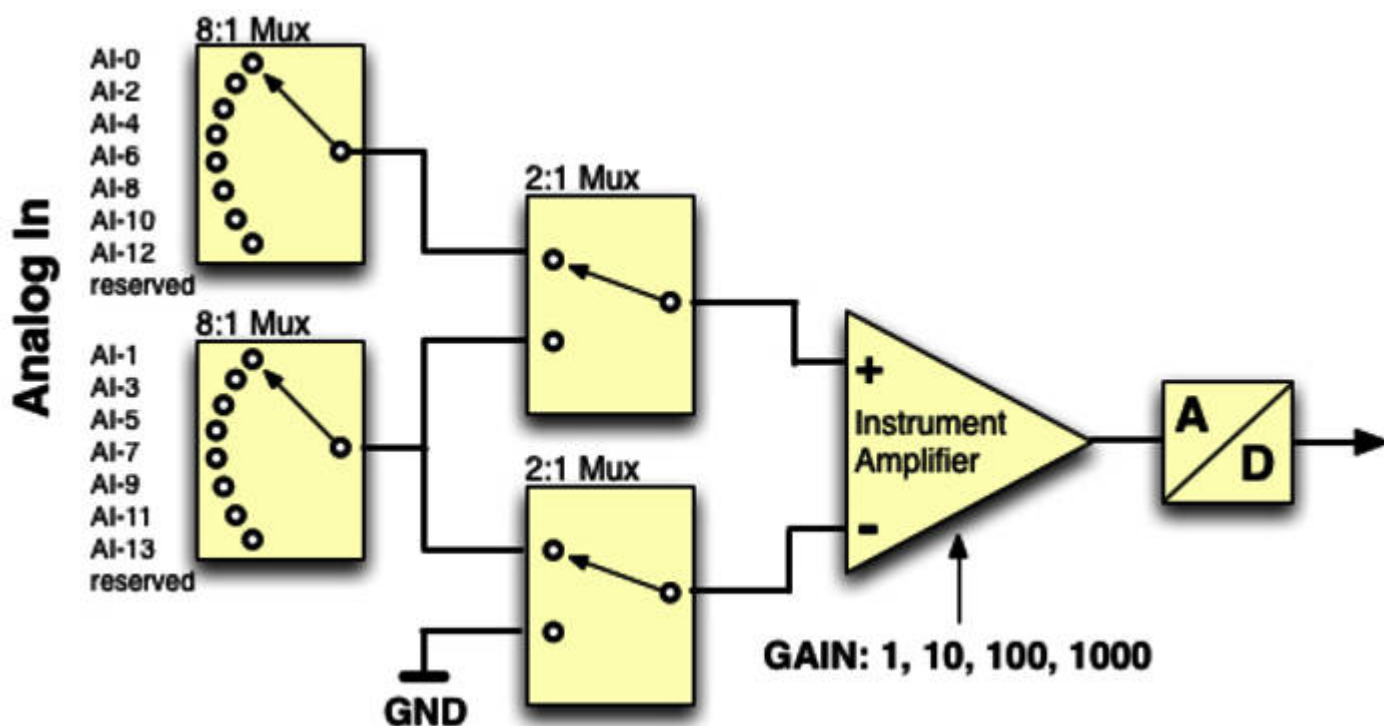 8:1 Mux
AI-0
AI-2
AI-4
AI-6
AI-8
AI-10
AI-12
reserved
Analog In
8:1 Mux
AI-1
AI-3
AI-5
AI-7
AI-9
AI-11
AI-13
reserved
2:1 Mux
2:1 Mux
GND
+
Instrument
Amplifier
-
GAIN: 1, 10, 100, 1000
A
D